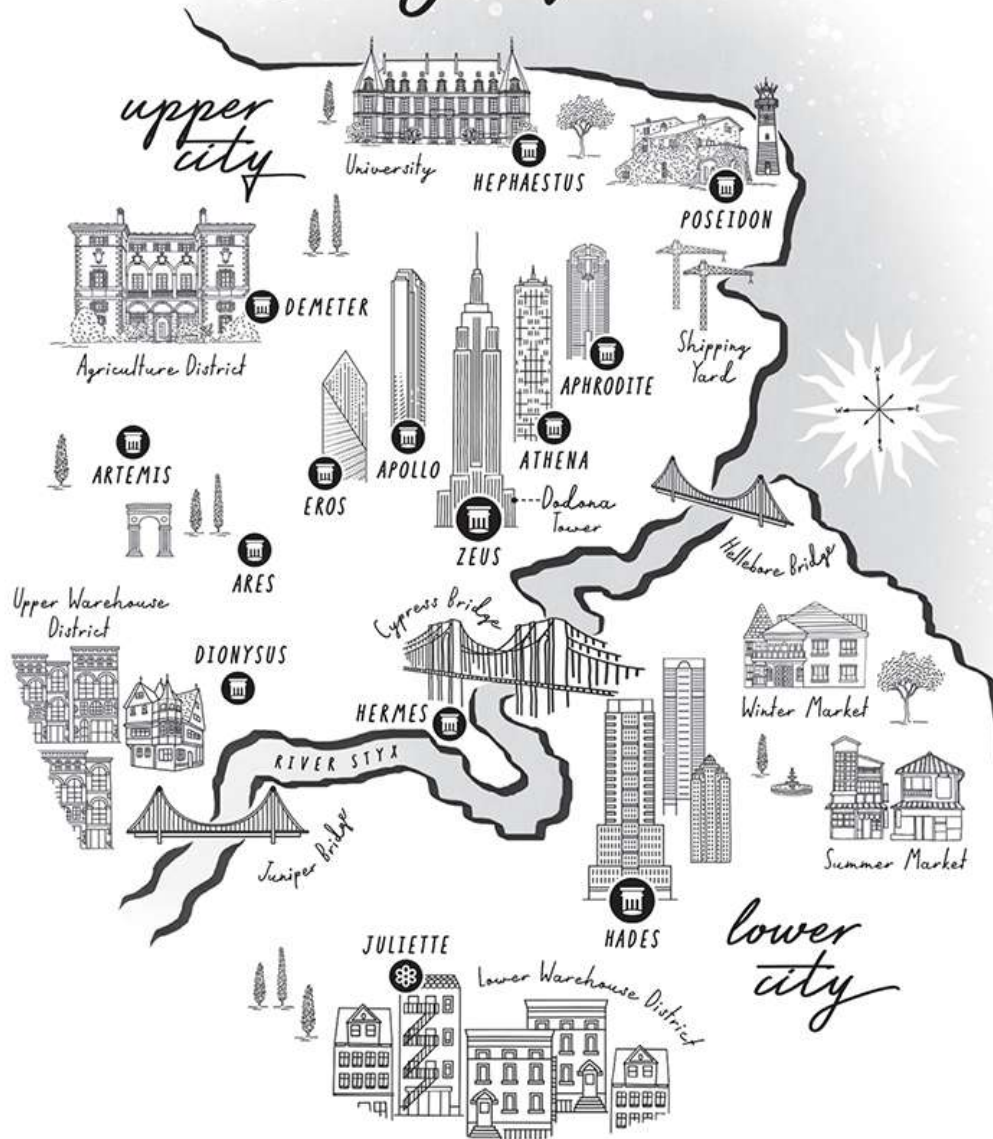 upper
city
University
HEPHAESTUS
POSEIDON
DEMETER
Agriculture District
Shipping
Yard
APHRODITE
N
W
E
S
ARTEMIS
EROS
APOLLO
ATHENA
Dodona
Tower
ZEUS
ARES
Hellebore Bridge
Upper Warehouse
District
Cypress Bridge
DIONYSUS
HERMES
Winter Market
RIVER STYX
Juniper Bridge
Summer Market
HADES
lower
city
JULIETTE
Lower Warehouse District